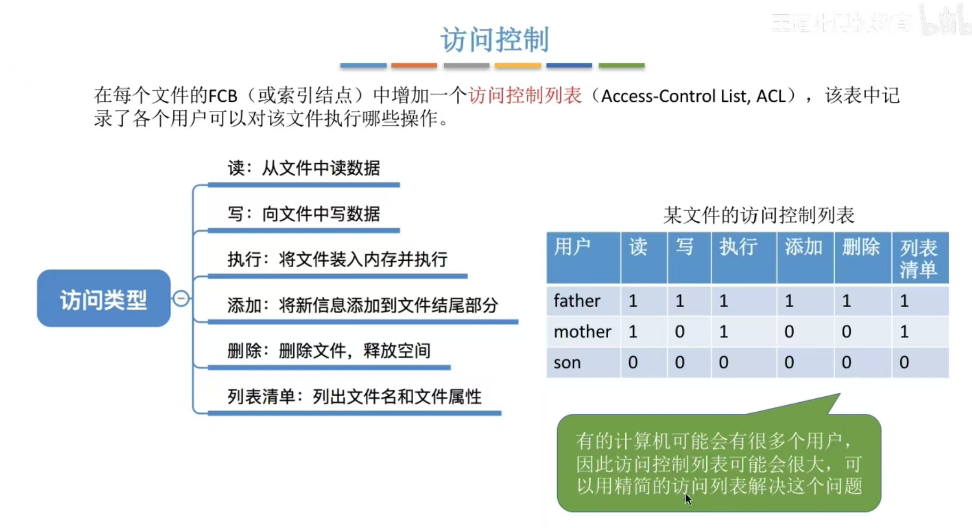 访问控制
在每个文件的FCB（或索引结点）中增加一个访问控制列表（Access-Control List, ACL），该表中记
录了各个用户可以对该文件执行哪些操作。
访问类型
读：从文件中读数据
写：向文件中写数据
执行：将文件装入内存并执行
添加：将新信息添加到文件结尾部分
删除：删除文件，释放空间
列表清单：列出文件名和文件属性
某文件的访问控制列表
用户 读 写 执行 添加 删除 列表
清单
father 1 1 1 1 1 1
mother 1 0 1 0 0 1
son 0 0 0 0 0 0
有的计算机可能会有很多个用户，
因此访问控制列表可能会很大，可
以用精简的访问列表解决这个问题